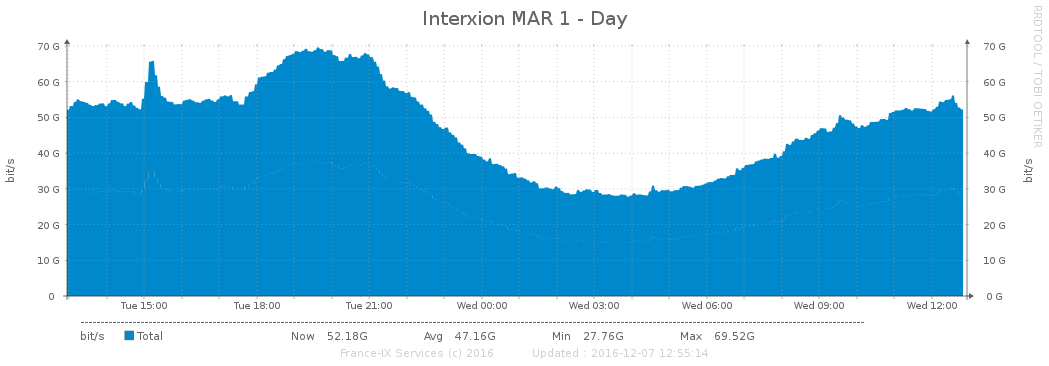 Interxion MAR 1 - Day
RRDTOOL / TOBI OETIKER
bit/s
bit/s
70 G 70 G
60 G 60 G
50 G 50 G
40 G 40 G
30 G 30 G
20 G 20 G
10 G 10 G
0 0 G
Tue 15:00 Tue 18:00 Tue 21:00 Wed 00:00 Wed 03:00 Wed 06:00 Wed 09:00 Wed 12:00
bit/s Total Now 52.18G Avg 47.16G Min 27.76G Max 69.52G
France-IX Services (c) 2016 Updated : 2016-12-07 12:55:14